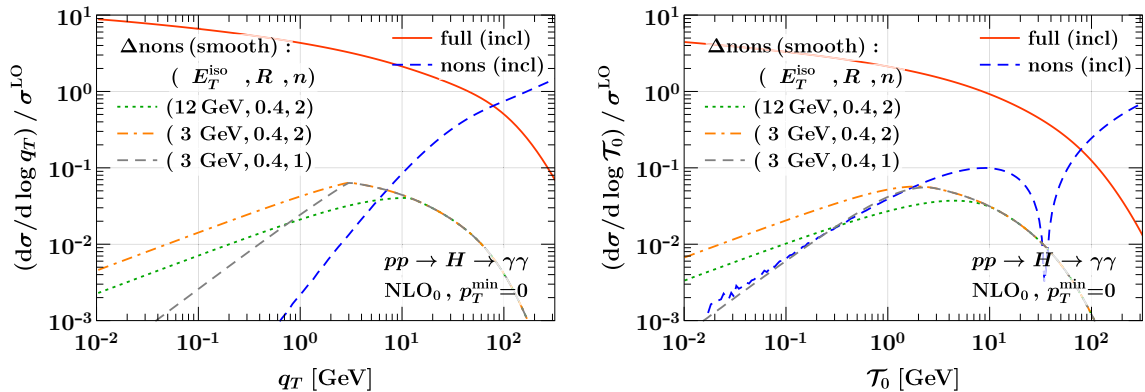 (dσ/d log q_T) / σ^LO
10^1
10^0
10^-1
10^-2
10^-3
Δnons (smooth) :
( E_T^iso , R , n)
(12 GeV, 0.4, 2)
( 3 GeV, 0.4, 2)
( 3 GeV, 0.4, 1)
full (incl)
nons (incl)
pp → H → γγ
NLO_0 , p_T^min=0
10^-2 10^-1 10^0 10^1 10^2
q_T [GeV]
(dσ/d log 𝒯_0) / σ^LO
10^1
10^0
10^-1
10^-2
10^-3
Δnons (smooth) :
( E_T^iso , R , n)
(12 GeV, 0.4, 2)
( 3 GeV, 0.4, 2)
( 3 GeV, 0.4, 1)
full (incl)
nons (incl)
pp → H → γγ
NLO_0 , p_T^min=0
10^-2 10^-1 10^0 10^1 10^2
𝒯_0 [GeV]